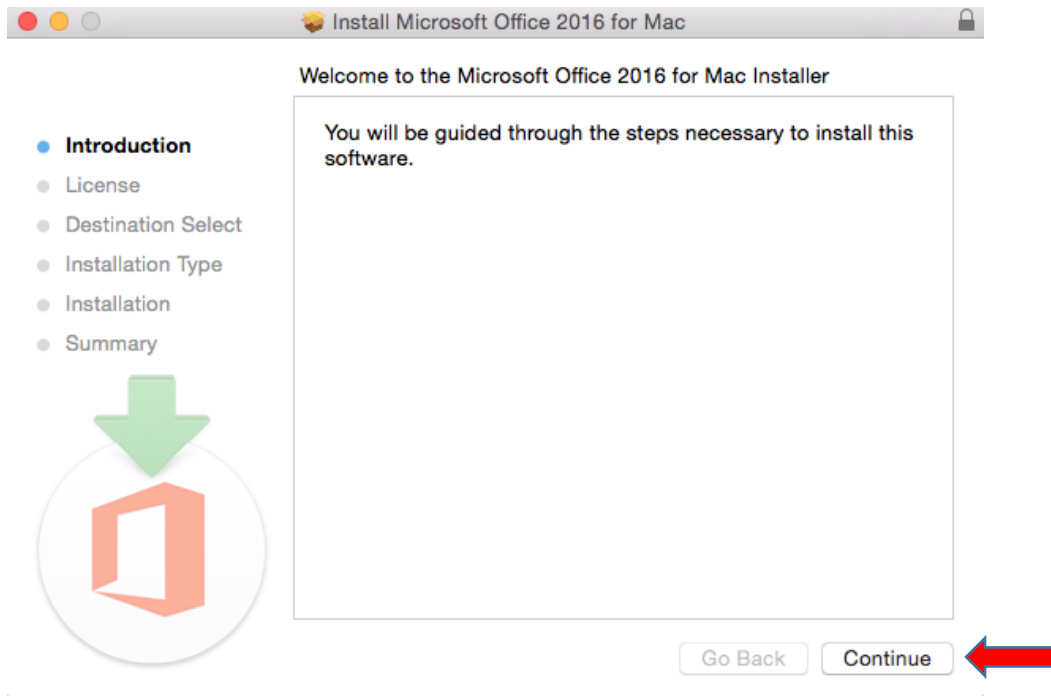 Install Microsoft Office 2016 for Mac
Welcome to the Microsoft Office 2016 for Mac Installer
Introduction
License
Destination Select
Installation Type
Installation
Summary
You will be guided through the steps necessary to install this
software.
Go Back
Continue